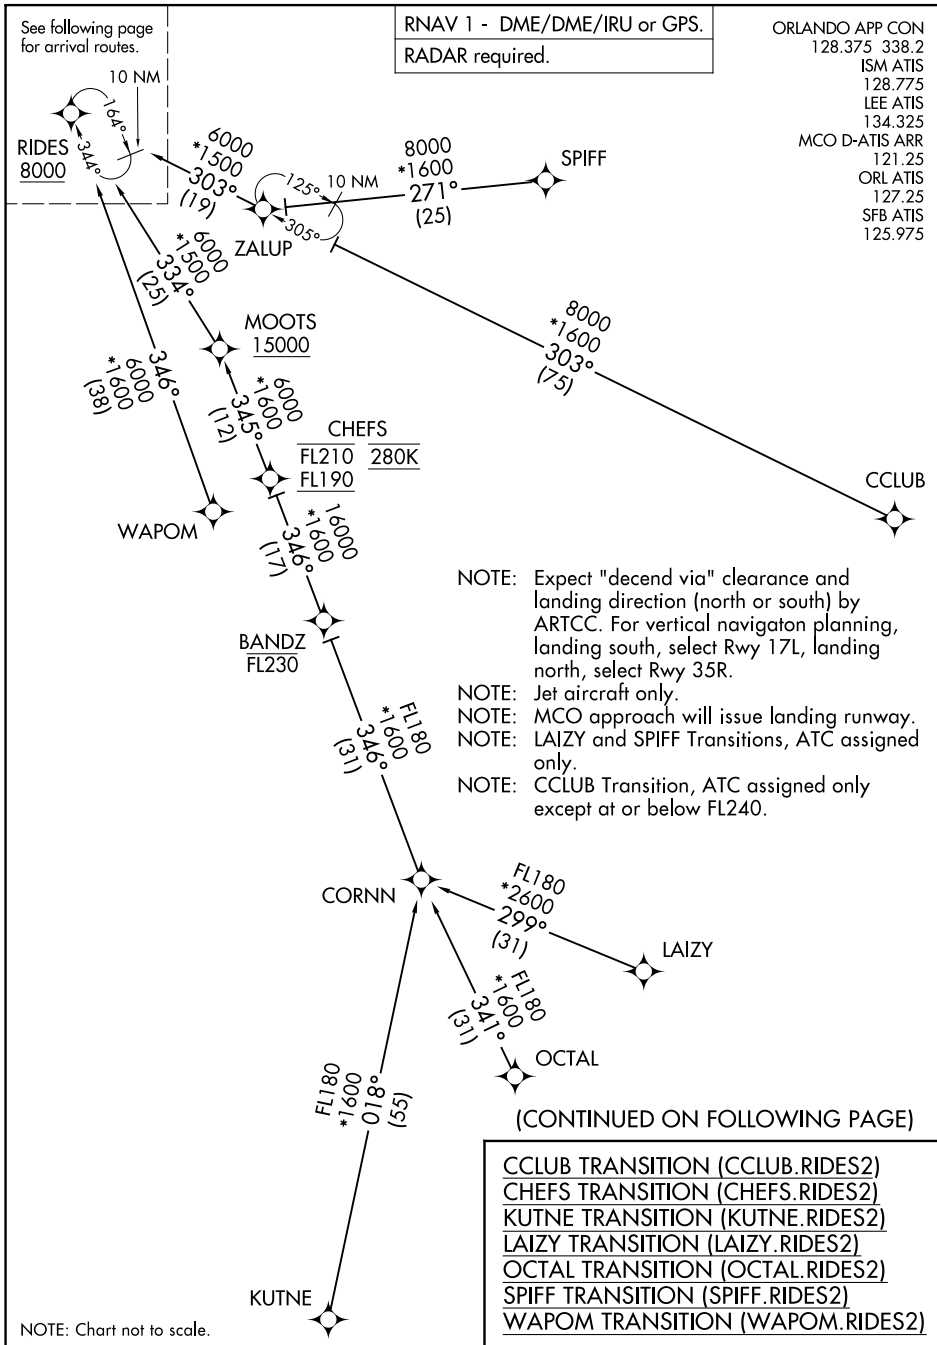 See following page
for arrival routes.
RNAV 1 - DME/DME/IRU or GPS.
RADAR required.
ORLANDO APP CON
128.375 338.2
ISM ATIS
128.775
LEE ATIS
134.325
MCO D-ATIS ARR
121.25
ORL ATIS
127.25
SFB ATIS
125.975
10 NM
RIDES
8000
164°
344°
6000
*1500
303°
(19)
ZALUP
125°
305°
10 NM
8000
*1600
271°
(25)
SPIFF
6000
*1500
334°
(25)
MOOTS
15000
8000
*1600
303°
(75)
CCLUB
6000
*1600
346°
(38)
WAPOM
6000
*1600
345°
(12)
CHEFS
FL210 280K
FL190
16000
*1600
346°
(17)
BANDZ
FL230
NOTE: Expect "decend via" clearance and
landing direction (north or south) by
ARTCC. For vertical navigaton planning,
landing south, select Rwy 17L, landing
north, select Rwy 35R.
NOTE: Jet aircraft only.
NOTE: MCO approach will issue landing runway.
NOTE: LAIZY and SPIFF Transitions, ATC assigned
only.
NOTE: CCLUB Transition, ATC assigned only
except at or below FL240.
FL180
*1600
346°
(31)
CORNN
FL180
*2600
299°
(31)
LAIZY
FL180
*1600
341°
(31)
OCTAL
FL180
*1600
018°
(55)
KUTNE
(CONTINUED ON FOLLOWING PAGE)
CCLUB TRANSITION (CCLUB.RIDES2)
CHEFS TRANSITION (CHEFS.RIDES2)
KUTNE TRANSITION (KUTNE.RIDES2)
LAIZY TRANSITION (LAIZY.RIDES2)
OCTAL TRANSITION (OCTAL.RIDES2)
SPIFF TRANSITION (SPIFF.RIDES2)
WAPOM TRANSITION (WAPOM.RIDES2)
NOTE: Chart not to scale.